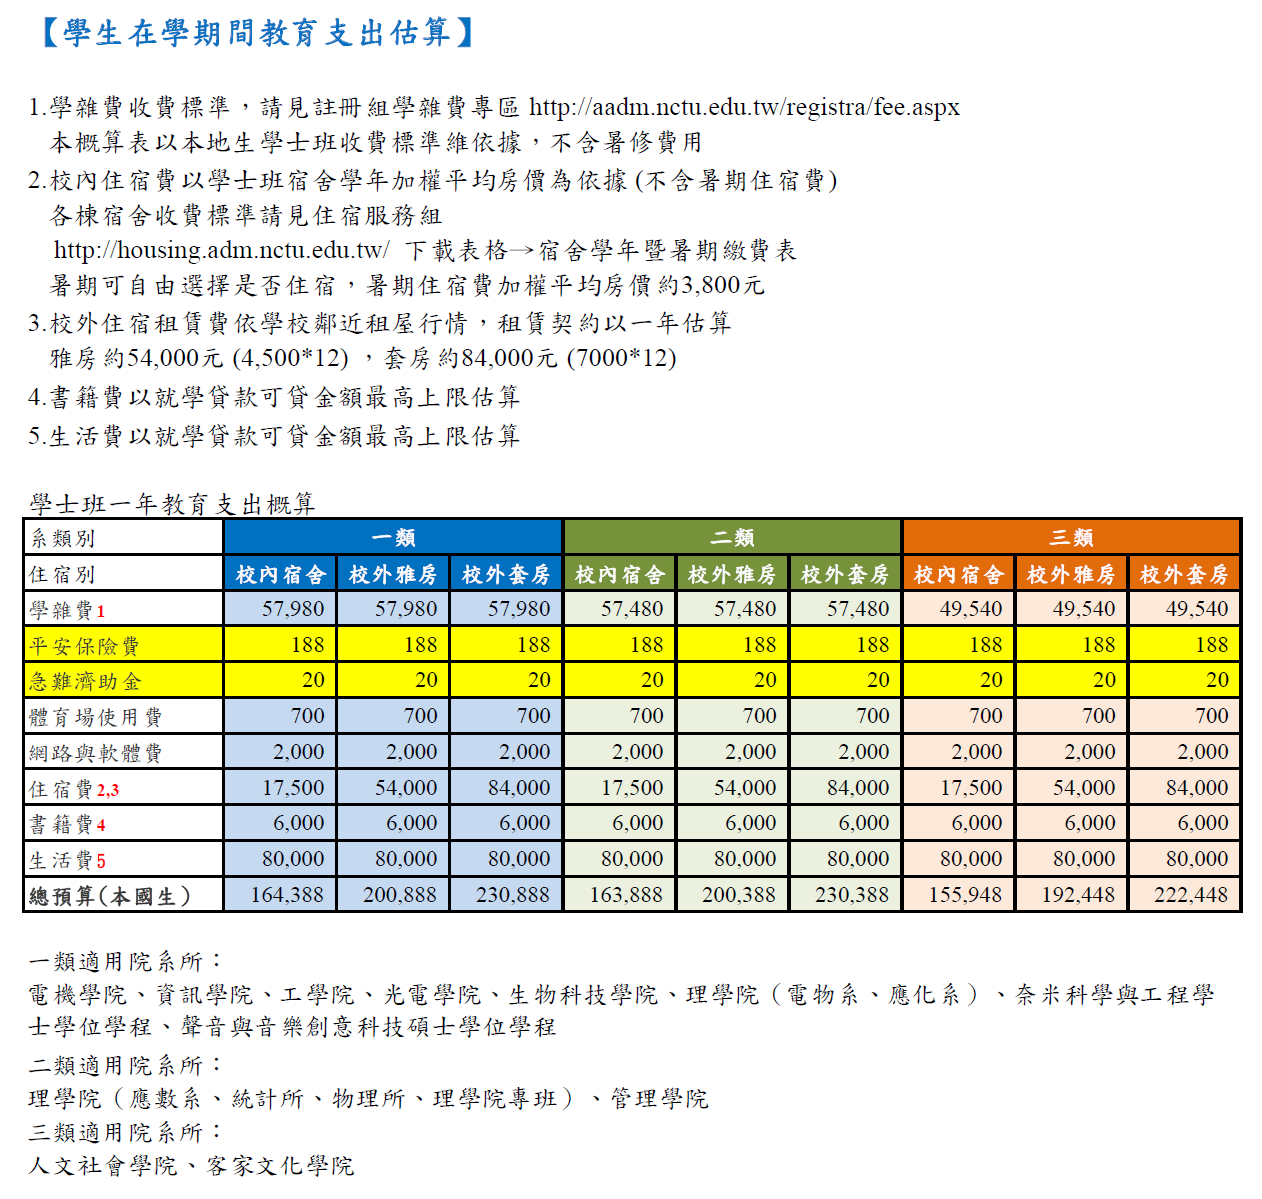 【學生在學期間教育支出估算】
1.學雜費收費標準，請見註冊組學雜費專區 http://aadm.nctu.edu.tw/registra/fee.aspx
本概算表以本地生學士班收費標準維依據，不含暑修費用
2.校內住宿費以學士班宿舍學年加權平均房價為依據 (不含暑期住宿費)
各棟宿舍收費標準請見住宿服務組
http://housing.adm.nctu.edu.tw/ 下載表格→宿舍學年暨暑期繳費表
暑期可自由選擇是否住宿，暑期住宿費加權平均房價約3,800元
3.校外住宿租賃費依學校鄰近租屋行情，租賃契約以一年估算
雅房約54,000元 (4,500*12) ，套房約84,000元 (7000*12)
4.書籍費以就學貸款可貸金額最高上限估算
5.生活費以就學貸款可貸金額最高上限估算
學士班一年教育支出概算
系類別 一類 二類 三類
住宿別 校內宿舍 校外雅房 校外套房 校內宿舍 校外雅房 校外套房 校內宿舍 校外雅房 校外套房
學雜費1 57,980 57,980 57,980 57,480 57,480 57,480 49,540 49,540 49,540
平安保險費 188 188 188 188 188 188 188 188 188
急難濟助金 20 20 20 20 20 20 20 20 20
體育場使用費 700 700 700 700 700 700 700 700 700
網路與軟體費 2,000 2,000 2,000 2,000 2,000 2,000 2,000 2,000 2,000
住宿費2,3 17,500 54,000 84,000 17,500 54,000 84,000 17,500 54,000 84,000
書籍費4 6,000 6,000 6,000 6,000 6,000 6,000 6,000 6,000 6,000
生活費5 80,000 80,000 80,000 80,000 80,000 80,000 80,000 80,000 80,000
總預算(本國生) 164,388 200,888 230,888 163,888 200,388 230,388 155,948 192,448 222,448
一類適用院系所：
電機學院、資訊學院、工學院、光電學院、生物科技學院、理學院（電物系、應化系）、奈米科學與工程學
士學位學程、聲音與音樂創意科技碩士學位學程
二類適用院系所：
理學院（應數系、統計所、物理所、理學院專班）、管理學院
三類適用院系所：
人文社會學院、客家文化學院